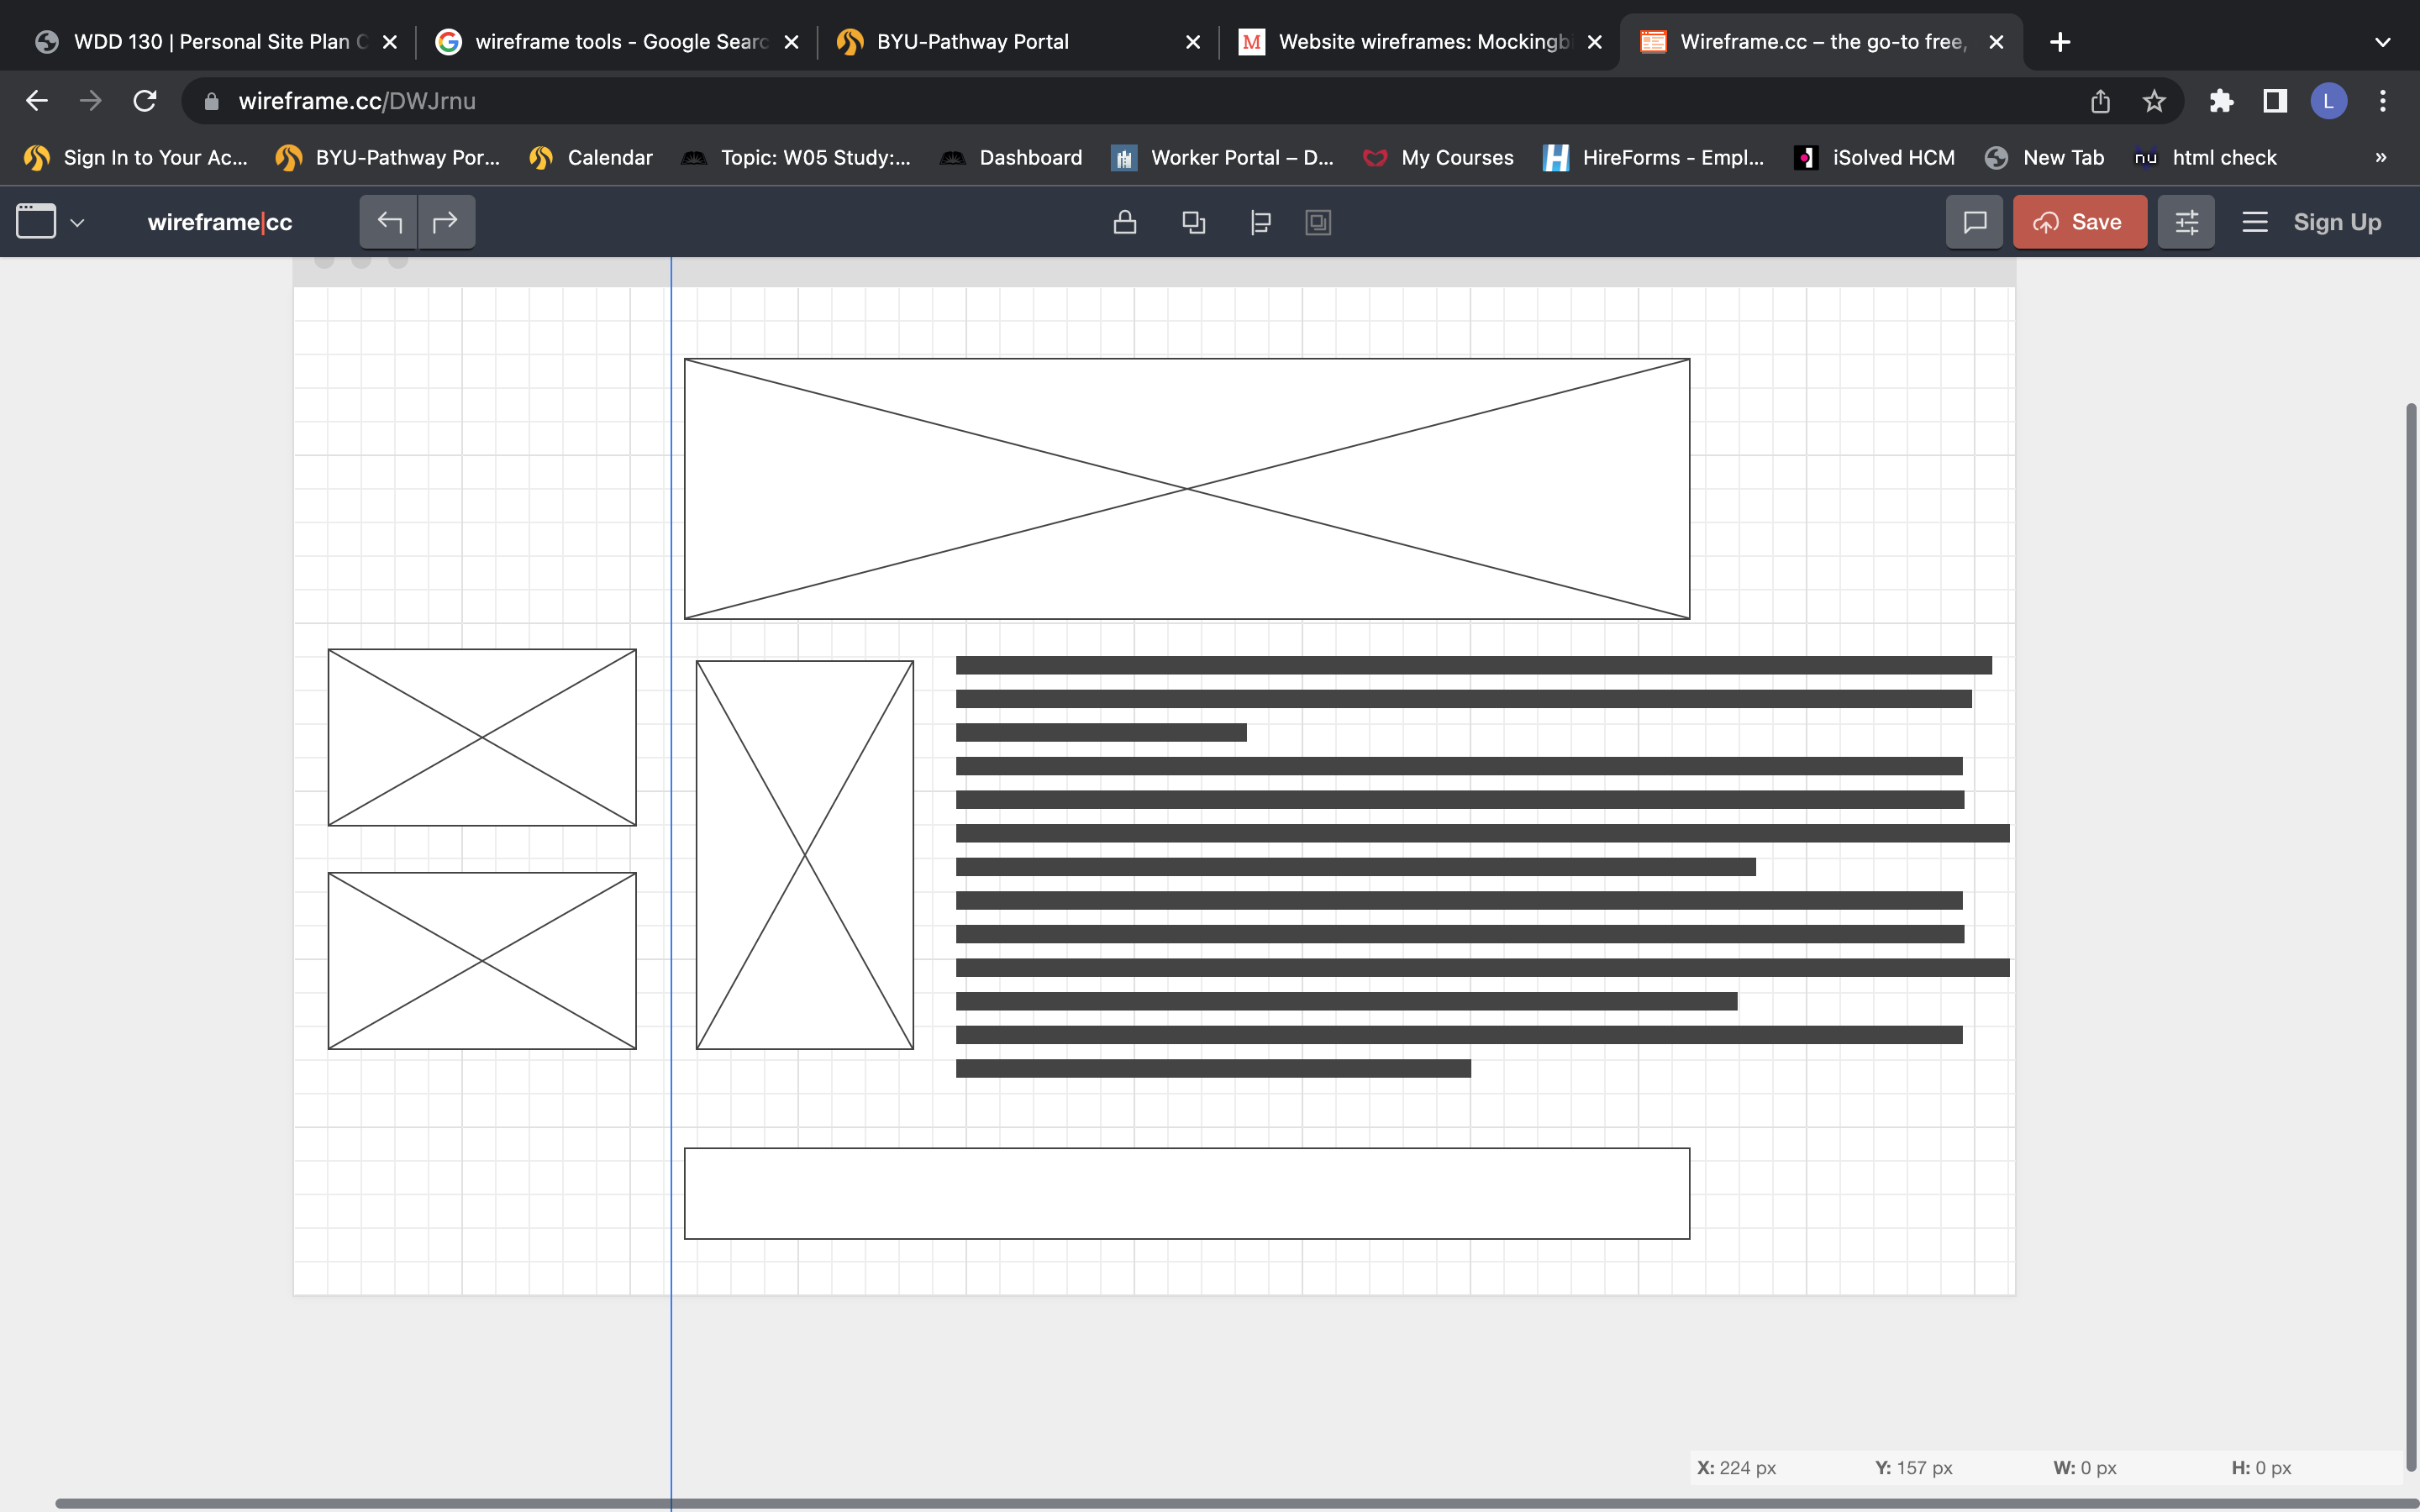 WDD 130 | Personal Site Plan C
wireframe tools - Google Searc
BYU-Pathway Portal
M Website wireframes: Mockingbi
Wireframe.cc – the go-to free,
wireframe.cc/DWJrnu
L
Sign In to Your Ac...
BYU-Pathway Por...
Calendar
Topic: W05 Study:...
Dashboard
Worker Portal – D...
My Courses
H HireForms - Empl...
iSolved HCM
New Tab
nu html check
»
wireframe|cc
Save
Sign Up
X: 224 px Y: 157 px W: 0 px H: 0 px